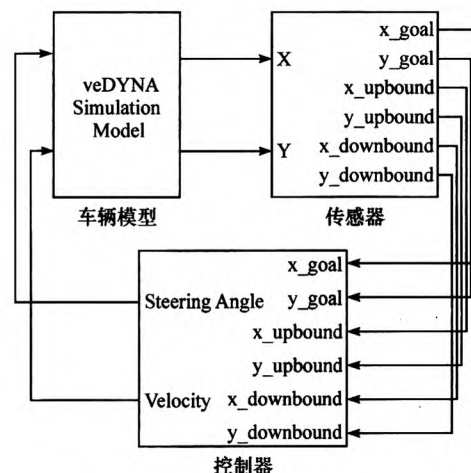 veDYNA
Simulation
Model
车辆模型
X
Y
x_goal
y_goal
x_upbound
y_upbound
x_downbound
y_downbound
传感器
Steering Angle
Velocity
x_goal
y_goal
x_upbound
y_upbound
x_downbound
y_downbound
控制器